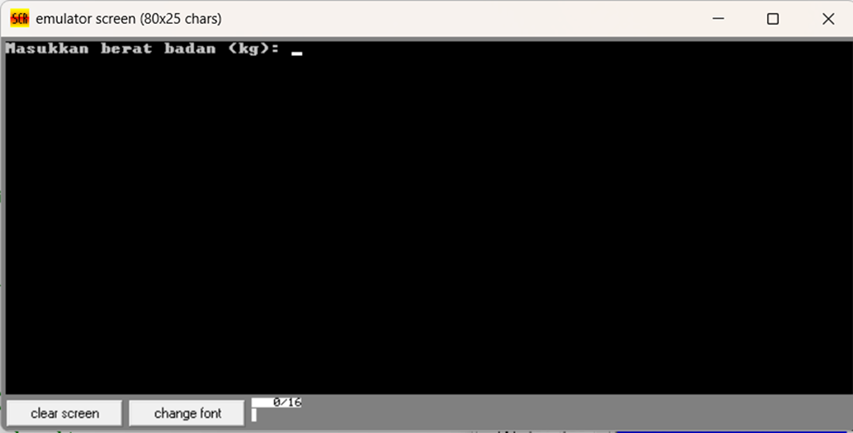 emulator screen (80x25 chars)
Masukkan berat badan (kg): _
0/16
clear screen
change font